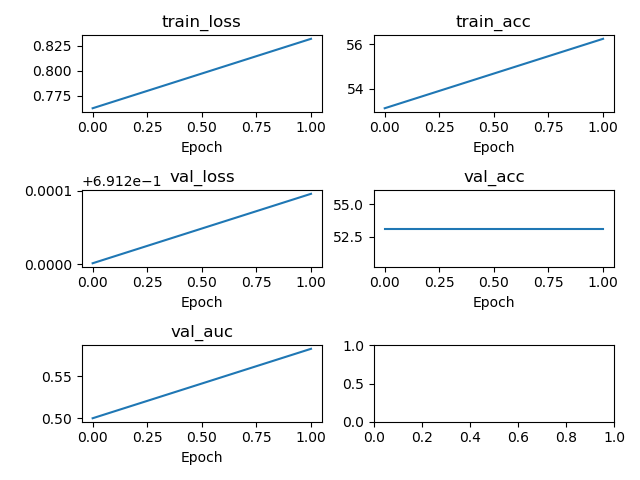 train_loss
0.825
0.800
0.775
0.00 0.25 0.50 0.75 1.00
Epoch
train_acc
56
54
0.00 0.25 0.50 0.75 1.00
Epoch
+6.912e−1 val_loss
0.0001
0.0000
0.00 0.25 0.50 0.75 1.00
Epoch
val_acc
55.0
52.5
0.00 0.25 0.50 0.75 1.00
Epoch
val_auc
0.55
0.50
0.00 0.25 0.50 0.75 1.00
Epoch
1.0
0.5
0.0
0.0 0.2 0.4 0.6 0.8 1.0